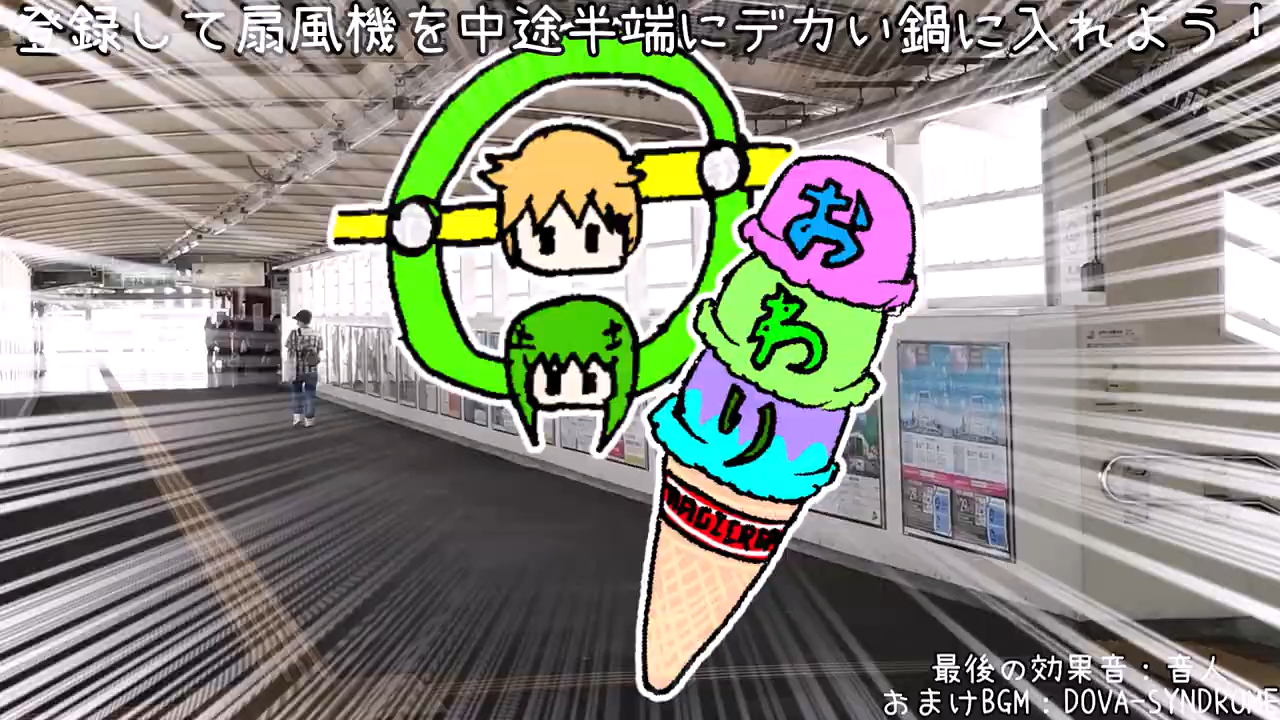 登録して扇風機を中途半端にデカい鍋に入れよう！
お
わ
り
最後の効果音：音人
おまけBGM：DOVA-SYNDROME